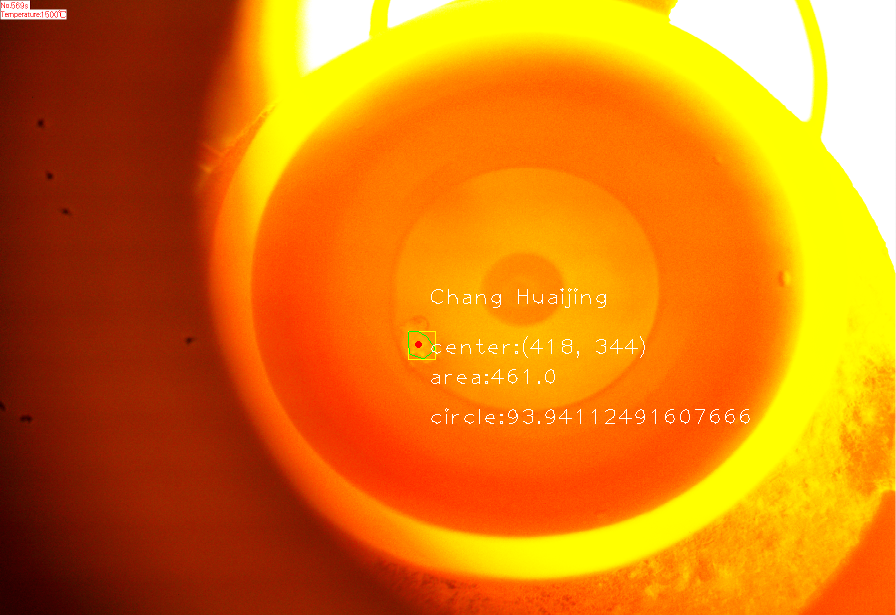 No:569s
Temperature:1500℃
Chang Huaijing
center:(418, 344)
area:461.0
circle:93.94112491607666